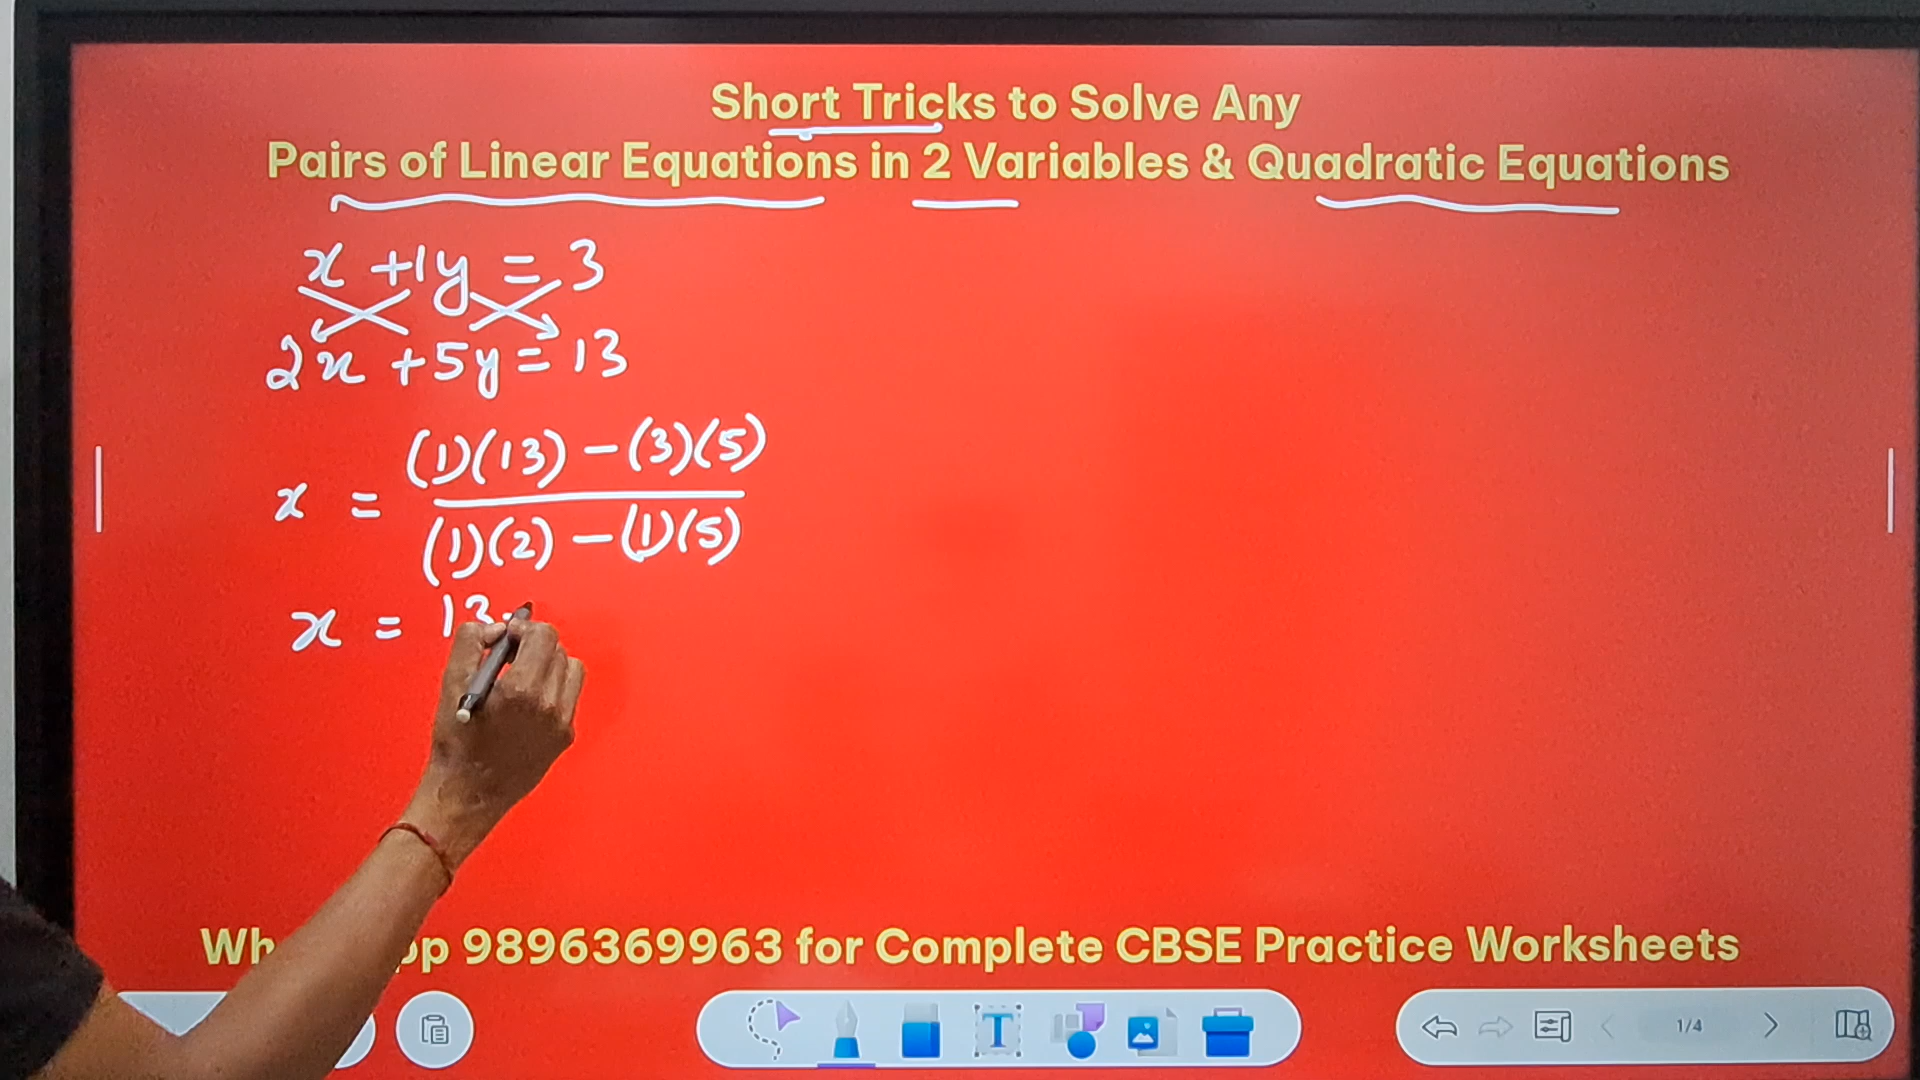 Short Tricks to Solve Any
Pairs of Linear Equations in 2 Variables & Quadratic Equations
x + 1y = 3
2x + 5y = 13
x = (1)(13) - (3)(5)
(1)(2) - (1)(5)
x = 13
9896369963 for Complete CBSE Practice Worksheets
T
1/4